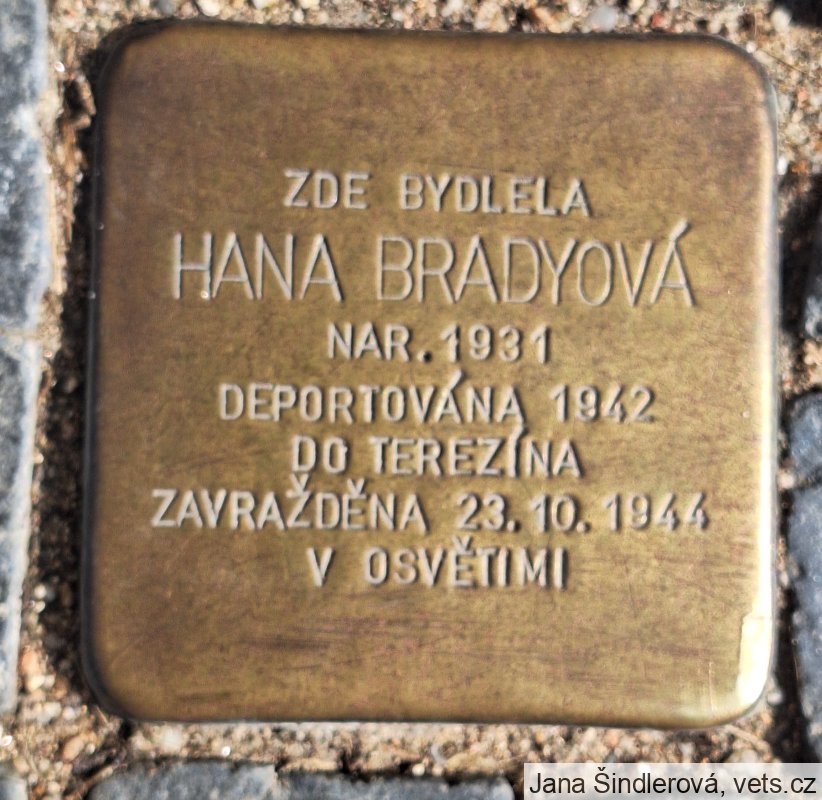 ZDE BYDLELA
HANA BRADYOVÁ
NAR. 1931
DEPORTOVÁNA 1942
DO TEREZÍNA
ZAVRAŽDĚNA 23.10.1944
V OSVĚTIMI
Jana Šindlerová, vets.cz